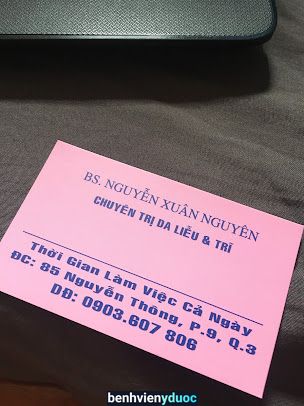 BS. NGUYỄN XUÂN NGUYÊN
CHUYÊN TRỊ DA LIỄU & TRĨ
Thời Gian Làm Việc Cả Ngày
ĐC: 85 Nguyễn Thông, P.9, Q.3
DĐ: 0903.607 806
benhvienyduoc